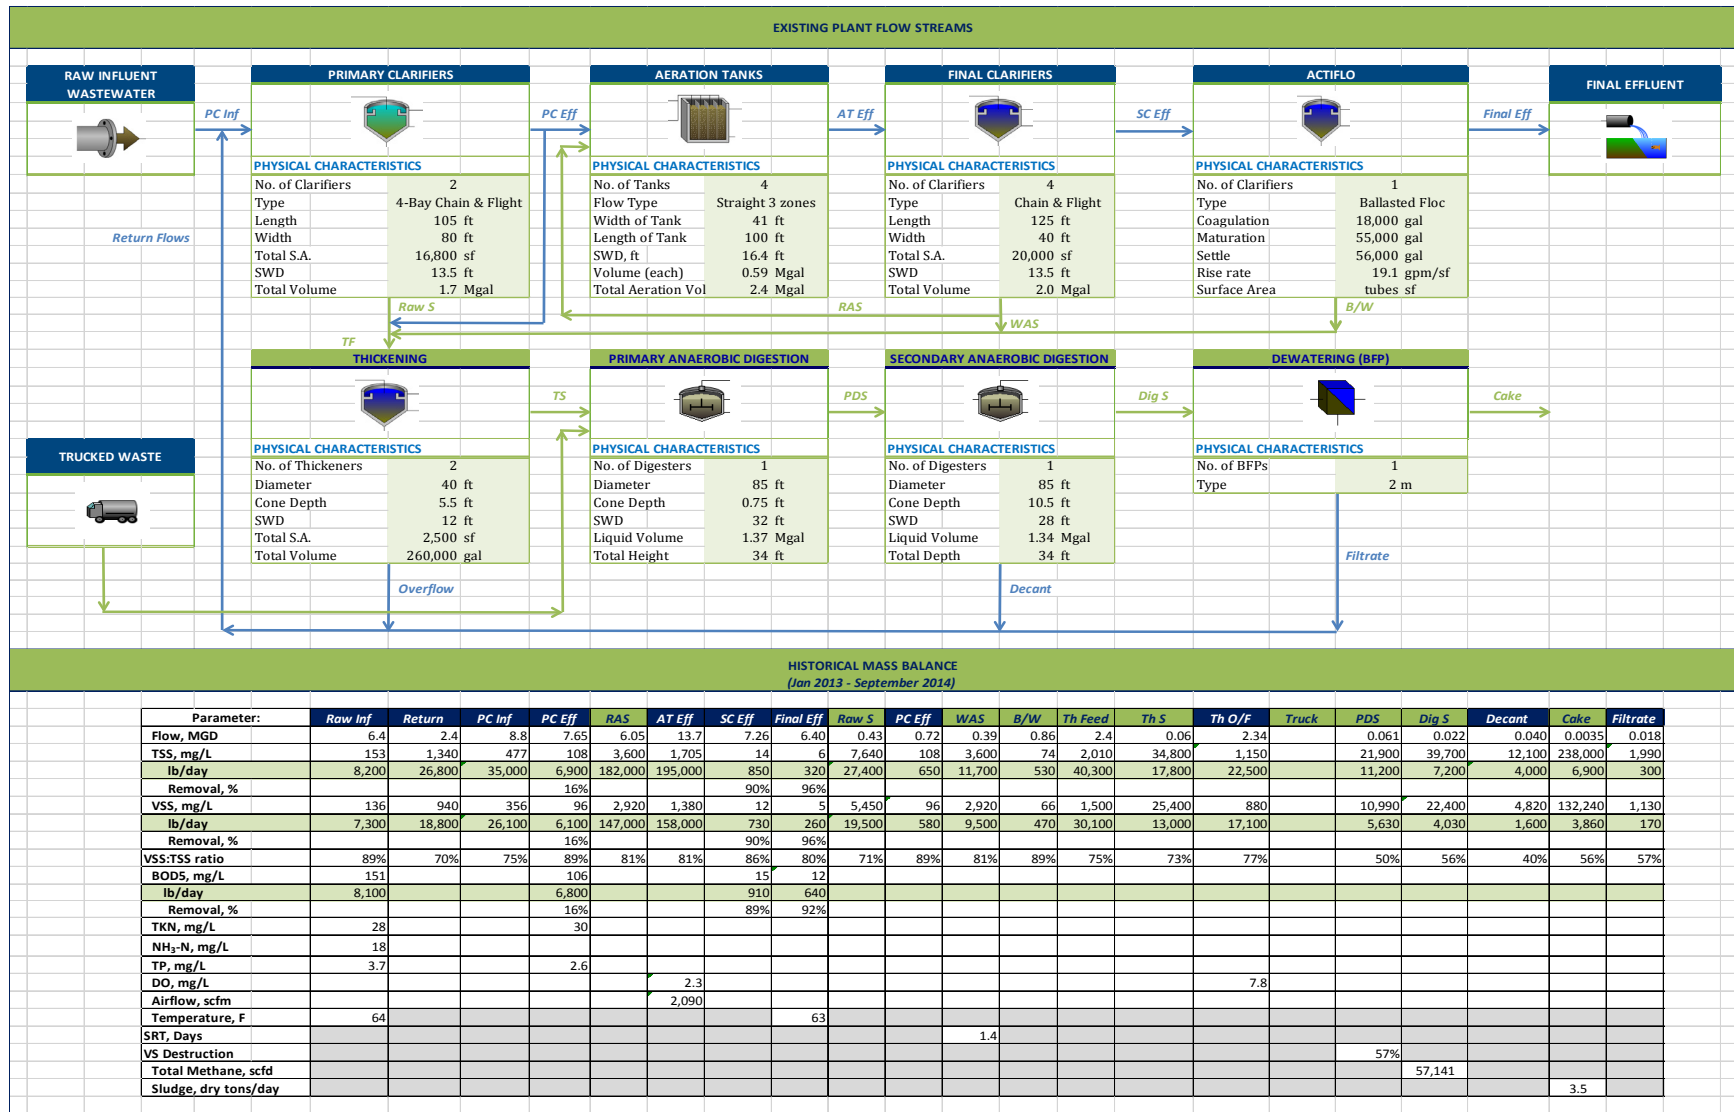 EXISTING PLANT FLOW STREAMS
RAW INFLUENT WASTEWATER
PRIMARY CLARIFIERS
AERATION TANKS
FINAL CLARIFIERS
ACTIFLO
FINAL EFFLUENT
PC Inf
PC Eff
AT Eff
SC Eff
Final Eff
Return Flows
PHYSICAL CHARACTERISTICS
No. of Clarifiers 2
Type 4-Bay Chain & Flight
Length 105 ft
Width 80 ft
Total S.A. 16,800 sf
SWD 13.5 ft
Total Volume 1.7 Mgal
PHYSICAL CHARACTERISTICS
No. of Tanks 4
Flow Type Straight 3 zones
Width of Tank 41 ft
Length of Tank 100 ft
SWD, ft 16.4 ft
Volume (each) 0.59 Mgal
Total Aeration Vol 2.4 Mgal
PHYSICAL CHARACTERISTICS
No. of Clarifiers 4
Type Chain & Flight
Length 125 ft
Width 40 ft
Total S.A. 20,000 sf
SWD 13.5 ft
Total Volume 2.0 Mgal
PHYSICAL CHARACTERISTICS
No. of Clarifiers 1
Type Ballasted Floc
Coagulation 18,000 gal
Maturation 55,000 gal
Settle 56,000 gal
Rise rate 19.1 gpm/sf
Surface Area tubes sf
Raw S
RAS
WAS
B/W
TF
THICKENING
PRIMARY ANAEROBIC DIGESTION
SECONDARY ANAEROBIC DIGESTION
DEWATERING (BFP)
TS
PDS
Dig S
Cake
TRUCKED WASTE
PHYSICAL CHARACTERISTICS
No. of Thickeners 2
Diameter 40 ft
Cone Depth 5.5 ft
SWD 12 ft
Total S.A. 2,500 sf
Total Volume 260,000 gal
PHYSICAL CHARACTERISTICS
No. of Digesters 1
Diameter 85 ft
Cone Depth 0.75 ft
SWD 32 ft
Liquid Volume 1.37 Mgal
Total Height 34 ft
PHYSICAL CHARACTERISTICS
No. of Digesters 1
Diameter 85 ft
Cone Depth 10.5 ft
SWD 28 ft
Liquid Volume 1.34 Mgal
Total Depth 34 ft
PHYSICAL CHARACTERISTICS
No. of BFPs 1
Type 2 m
Overflow
Decant
Filtrate
HISTORICAL MASS BALANCE
(Jan 2013 - September 2014)
Parameter: Raw Inf Return PC Inf PC Eff RAS AT Eff SC Eff Final Eff Raw S PC Eff WAS B/W Th Feed Th S Th O/F Truck PDS Dig S Decant Cake Filtrate
Flow, MGD 6.4 2.4 8.8 7.65 6.05 13.7 7.26 6.40 0.43 0.72 0.39 0.86 2.4 0.06 2.34 0.061 0.022 0.040 0.0035 0.018
TSS, mg/L 153 1,340 477 108 3,600 1,705 14 6 7,640 108 3,600 74 2,010 34,800 1,150 21,900 39,700 12,100 238,000 1,990
lb/day 8,200 26,800 35,000 6,900 182,000 195,000 850 320 27,400 650 11,700 530 40,300 17,800 22,500 11,200 7,200 4,000 6,900 300
Removal, % 16% 90% 96%
VSS, mg/L 136 940 356 96 2,920 1,380 12 5 5,450 96 2,920 66 1,500 25,400 880 10,990 22,400 4,820 132,240 1,130
lb/day 7,300 18,800 26,100 6,100 147,000 158,000 730 260 19,500 580 9,500 470 30,100 13,000 17,100 5,630 4,030 1,600 3,860 170
Removal, % 16% 90% 96%
VSS:TSS ratio 89% 70% 75% 89% 81% 81% 86% 80% 71% 89% 81% 89% 75% 73% 77% 50% 56% 40% 56% 57%
BOD5, mg/L 151 106 15 12
lb/day 8,100 6,800 910 640
Removal, % 16% 89% 92%
TKN, mg/L 28 30
NH₃-N, mg/L 18
TP, mg/L 3.7 2.6
DO, mg/L 2.3 7.8
Airflow, scfm 2,090
Temperature, F 64 63
SRT, Days 1.4
VS Destruction 57%
Total Methane, scfd 57,141
Sludge, dry tons/day 3.5